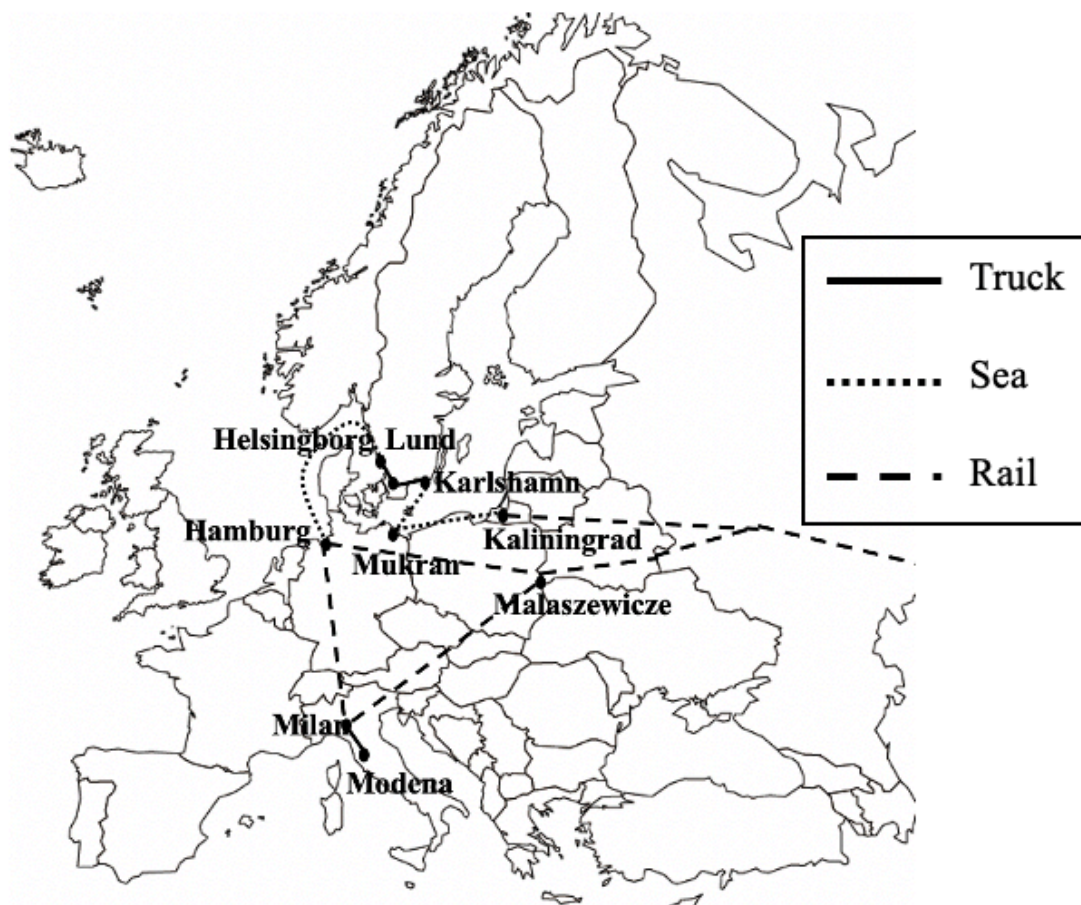 Truck
Sea
Helsingborg Lund
Rail
Karlshamn
Hamburg
Kaliningrad
Mukran
Malaszewicze
Milan
Modena